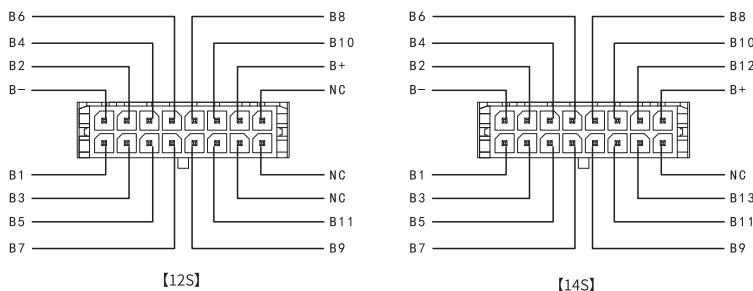 B6 B8 B6 B8
B4 B10 B4 B10
B2 B+ B2 B12
B- NC B- B+
B1 NC B1 NC
B3 NC B3 B13
B5 B11 B5 B11
B7 B9 B7 B9
【12S】 【14S】